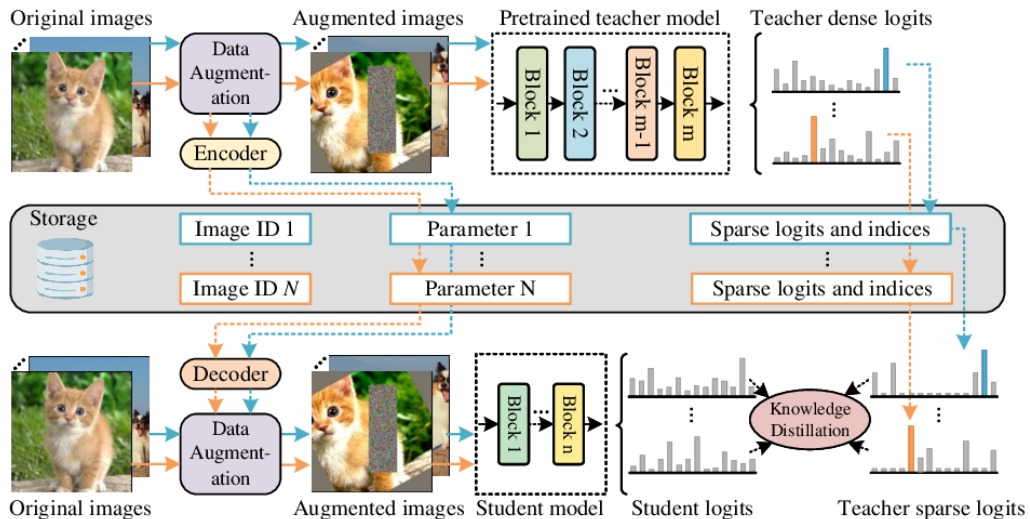 Original images
Augmented images
Pretrained teacher model
Teacher dense logits
Data
Augment-
ation
Encoder
Block 1
Block 2
Block m-1
Block m
Storage
Image ID 1
Parameter 1
Sparse logits and indices
Image ID N
Parameter N
Sparse logits and indices
Decoder
Data
Augment-
ation
Block 1
Block n
Knowledge
Distillation
Original images
Augmented images
Student model
Student logits
Teacher sparse logits